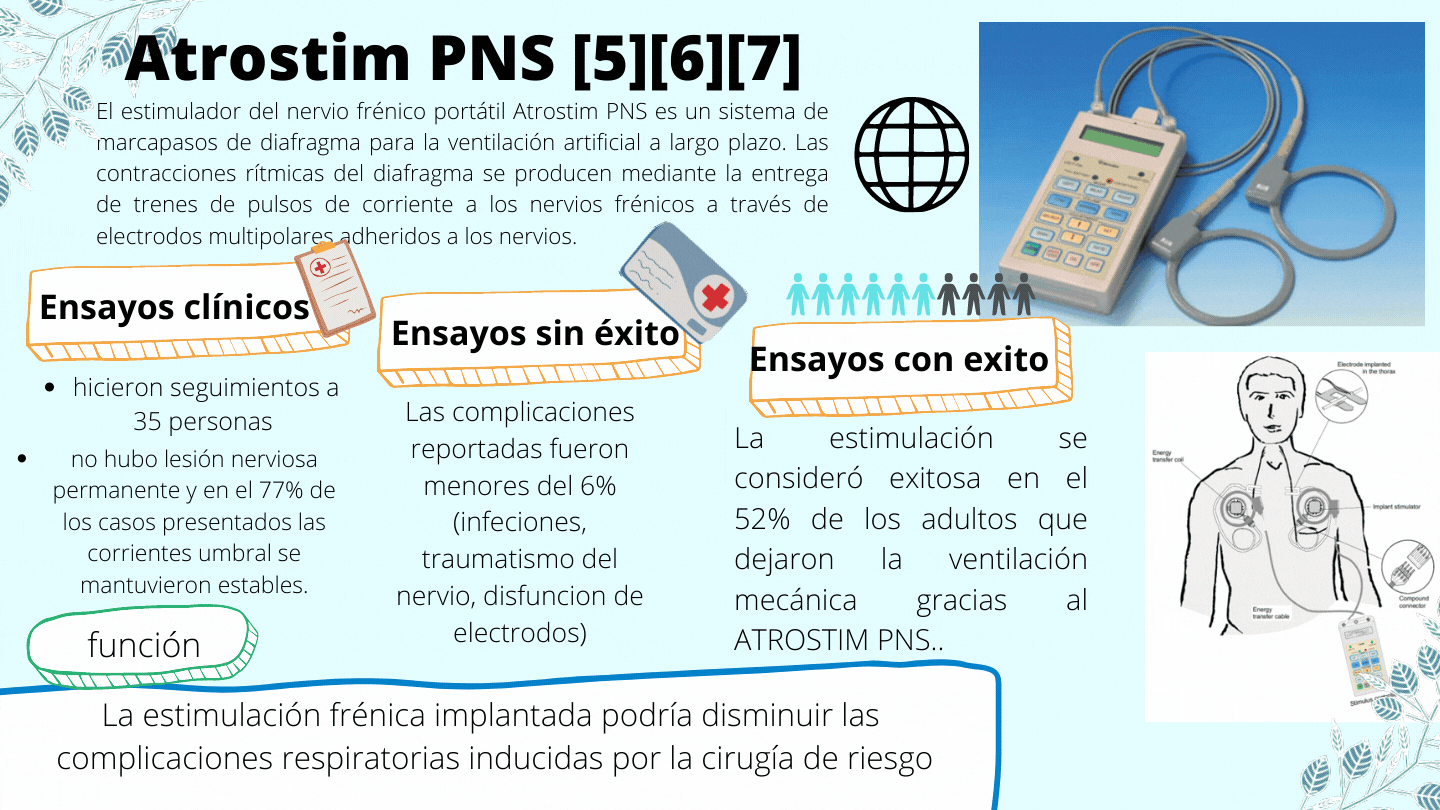 Atrostim PNS [5][6][7]
El estimulador del nervio frénico portátil Atrostim PNS es un sistema de
marcapasos de diafragma para la ventilación artificial a largo plazo. Las
contracciones rítmicas del diafragma se producen mediante la entrega
de trenes de pulsos de corriente a los nervios frénicos a través de
electrodos multipolares adheridos a los nervios.
Ensayos clínicos
hicieron seguimientos a
35 personas
no hubo lesión nerviosa
permanente y en el 77% de
los casos presentados las
corrientes umbral se
mantuvieron estables.
Ensayos sin éxito
Las complicaciones
reportadas fueron
menores del 6%
(infeciones,
traumatismo del
nervio, disfuncion de
electrodos)
Ensayos con exito
La estimulación se
consideró exitosa en el
52% de los adultos que
dejaron la ventilación
mecánica gracias al
ATROSTIM PNS..
Electrode implanted
in the thorax
Energy
transfer coil
Implant stimulator
Compound
connector
Energy
transfer cable
función
La estimulación frénica implantada podría disminuir las
complicaciones respiratorias inducidas por la cirugía de riesgo